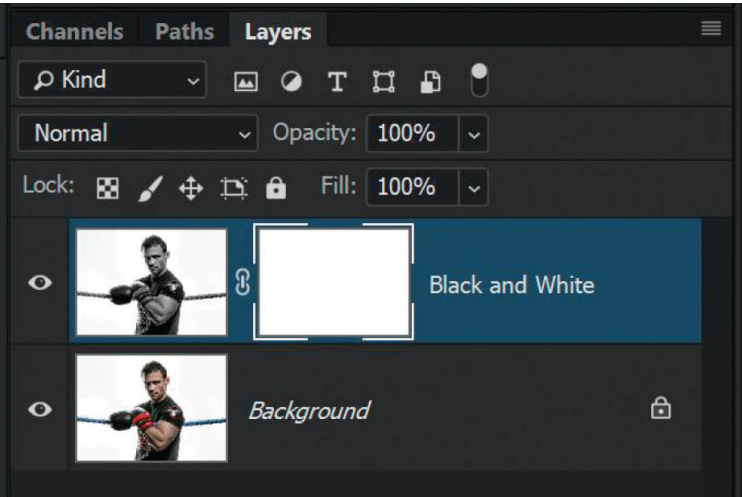 Channels Paths Layers
Kind
Normal Opacity: 100%
Lock: Fill: 100%
Black and White
Background